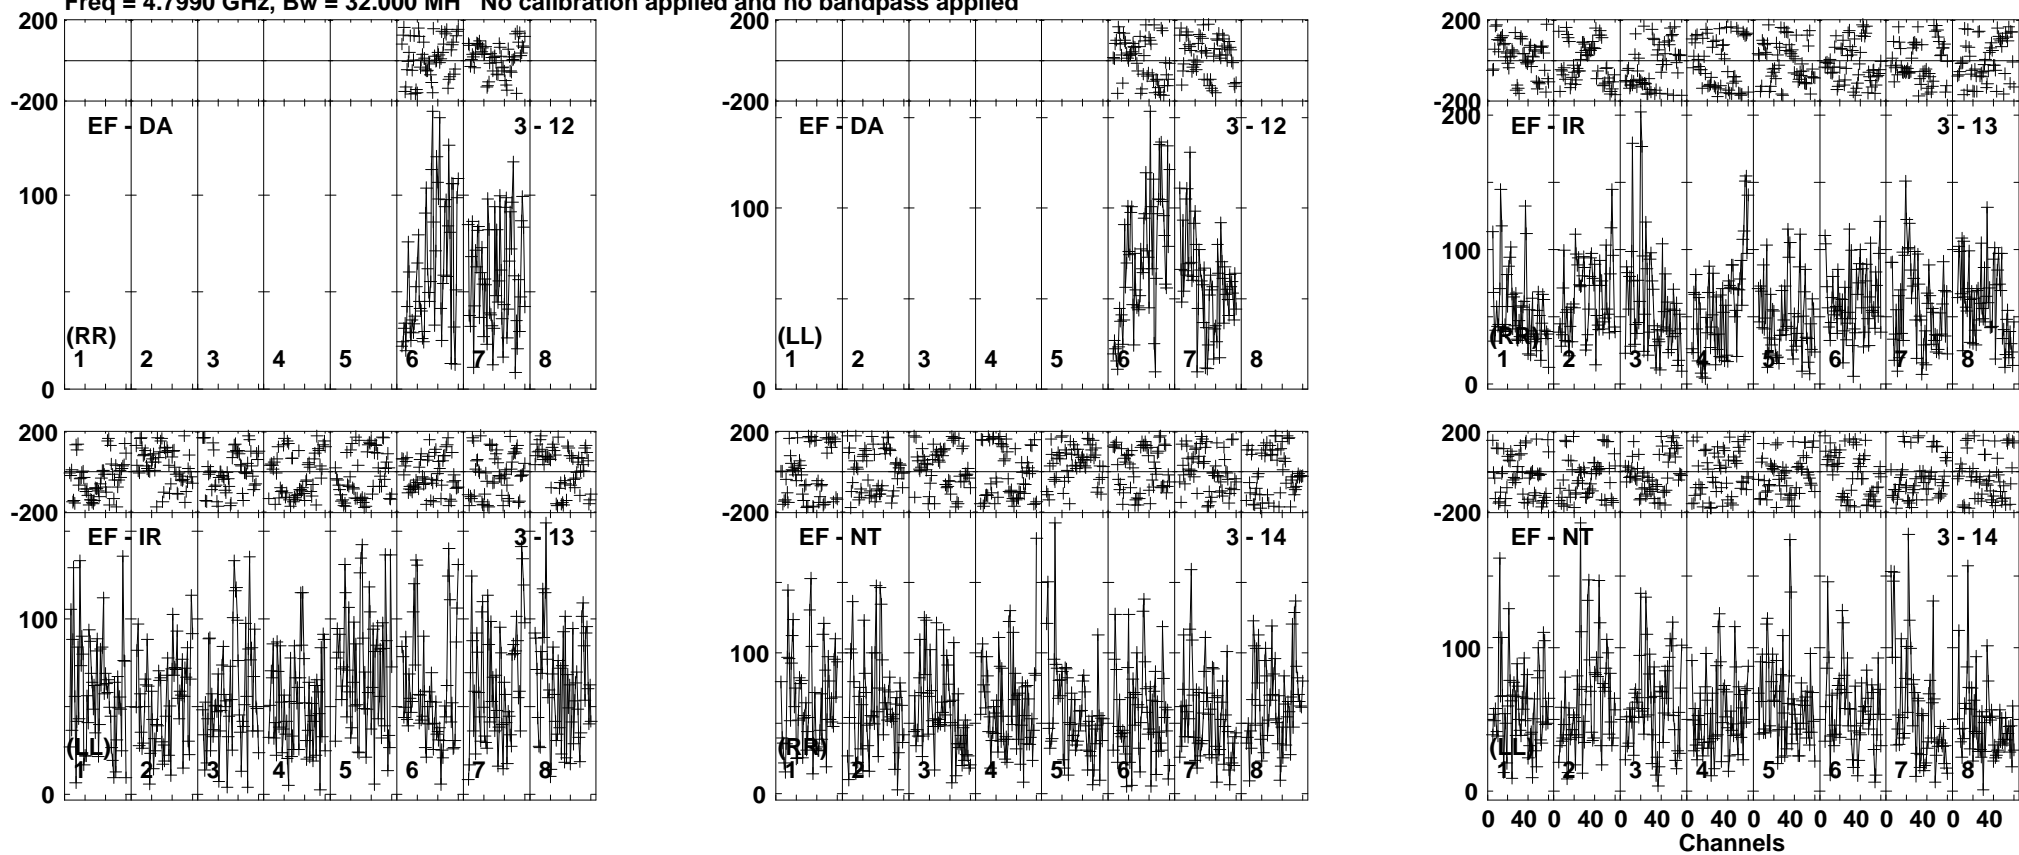 Freq = 4.7990 GHz, Bw = 32.000 MH No calibration applied and no bandpass applied
200
-200
EF - DA 3 - 12
100
(RR)
1 2 3 4 5 6 7 8
0
200
-200
EF - DA 3 - 12
100
(LL)
1 2 3 4 5 6 7 8
0
200
-200
200
EF - IR 3 - 13
100
(RR)
1 2 3 4 5 6 7 8
0
200
-200
EF - IR 3 - 13
100
(LL)
1 2 3 4 5 6 7 8
0
200
-200
EF - NT 3 - 14
100
(RR)
1 2 3 4 5 6 7 8
0
200
-200
EF - NT 3 - 14
100
(LL)
1 2 3 4 5 6 7 8
0
0 40 0 40 0 40 0 40 0 40 0 40 0 40 0 40
Channels